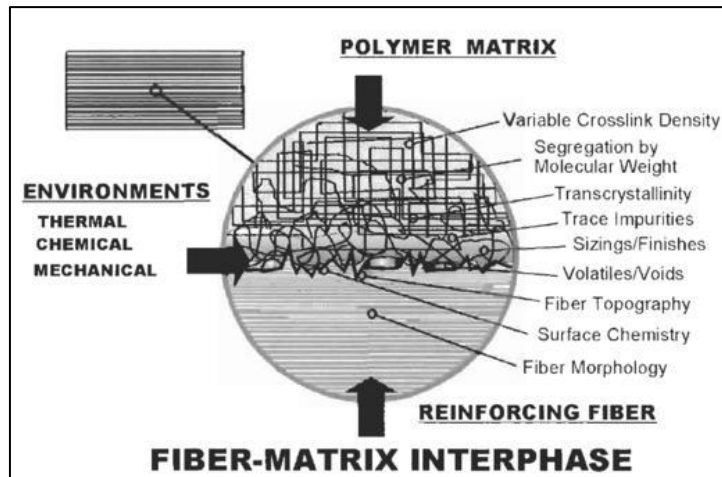 POLYMER MATRIX
Variable Crosslink Density
Segregation by
Molecular Weight
Transcrystallinity
Trace Impurities
Sizings/Finishes
Volatiles/Voids
Fiber Topography
Surface Chemistry
Fiber Morphology
ENVIRONMENTS
THERMAL
CHEMICAL
MECHANICAL
REINFORCING FIBER
FIBER-MATRIX INTERPHASE